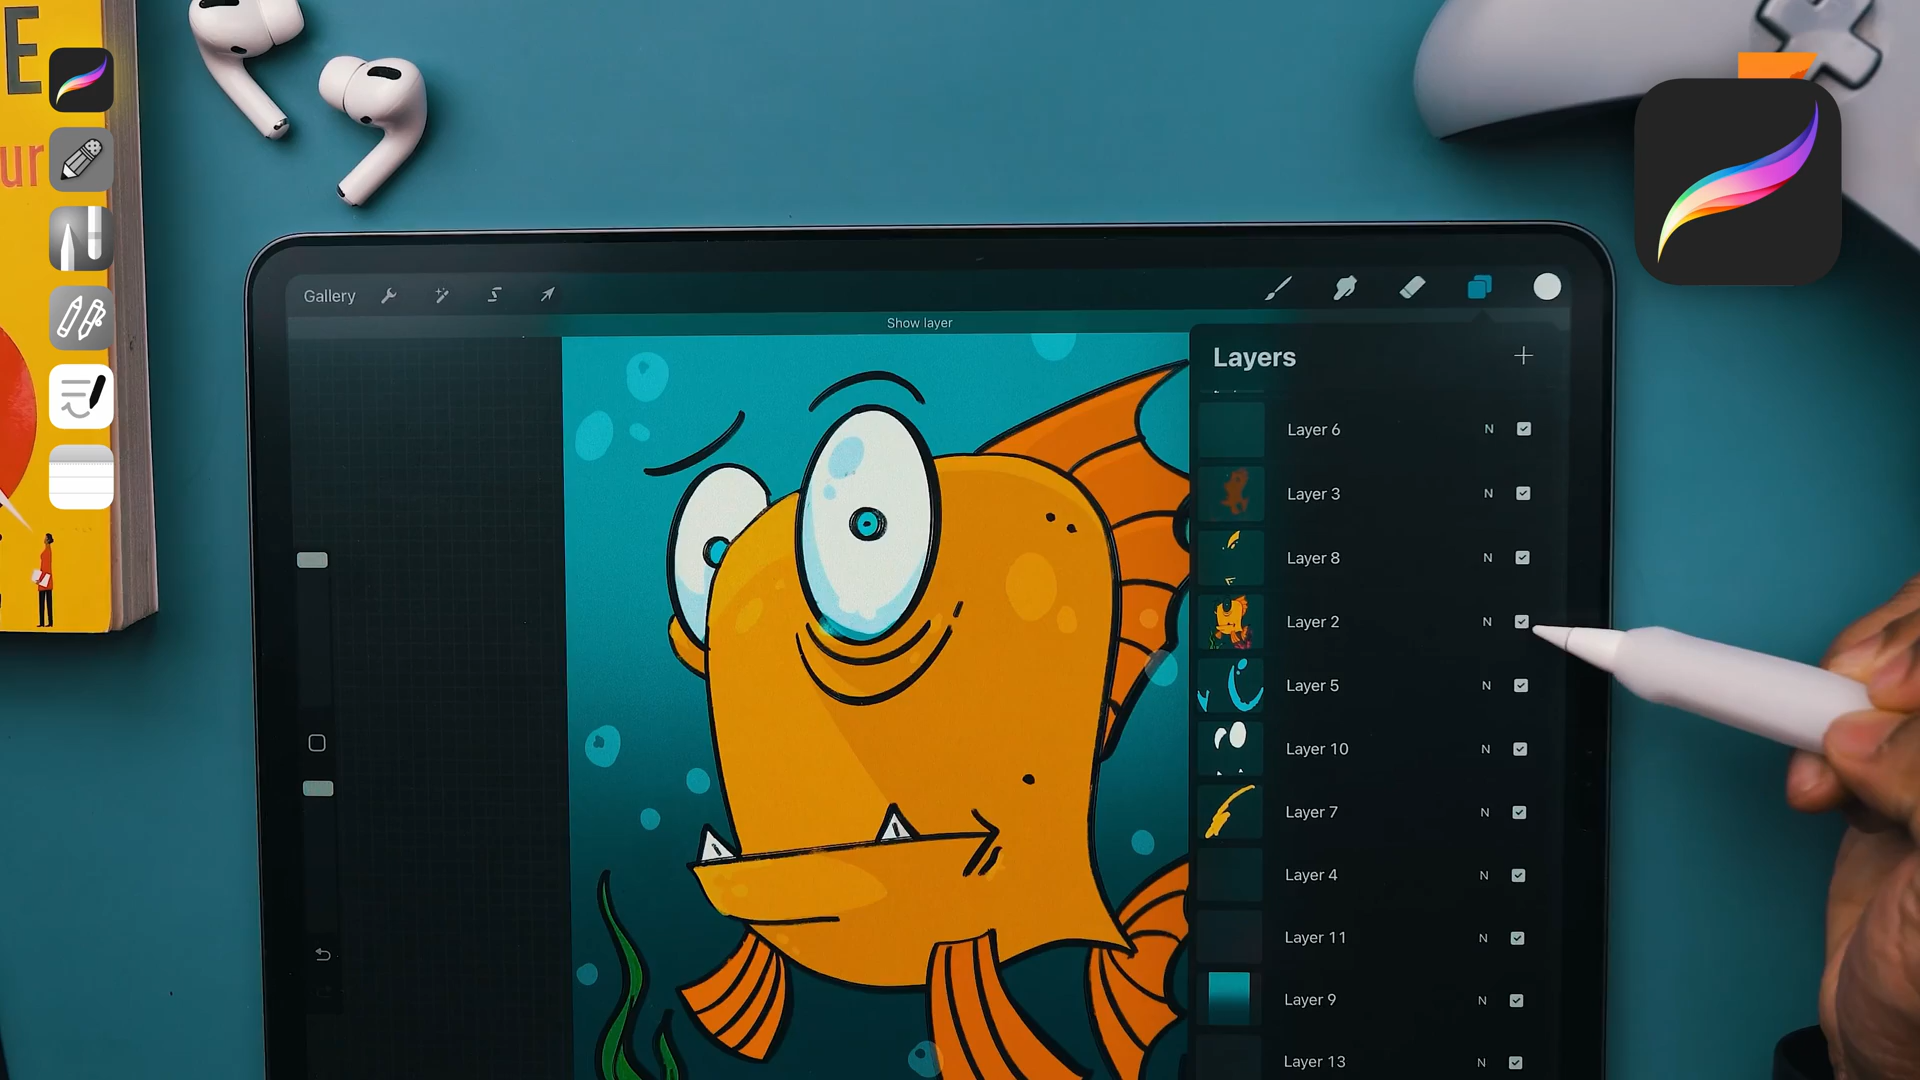 E
ur
Gallery
Show layer
Layers
Layer 6 N
Layer 3 N
Layer 8 N
Layer 2 N
Layer 5 N
Layer 10 N
Layer 7 N
Layer 4 N
Layer 11 N
Layer 9 N
Layer 13 N